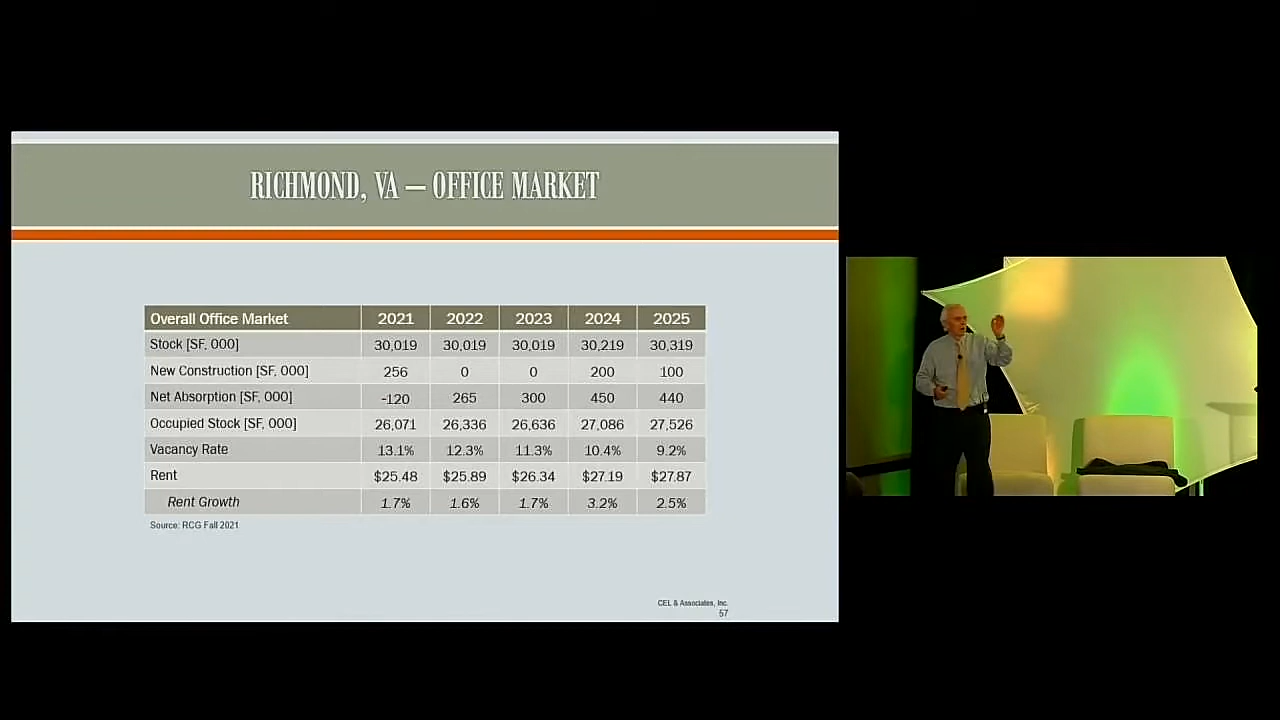 RICHMOND, VA — OFFICE MARKET
Overall Office Market 2021 2022 2023 2024 2025
Stock [SF, 000] 30,019 30,019 30,019 30,219 30,319
New Construction [SF, 000] 256 0 0 200 100
Net Absorption [SF, 000] -120 265 300 450 440
Occupied Stock [SF, 000] 26,071 26,336 26,636 27,086 27,526
Vacancy Rate 13.1% 12.3% 11.3% 10.4% 9.2%
Rent $25.48 $25.89 $26.34 $27.19 $27.87
Rent Growth 1.7% 1.6% 1.7% 3.2% 2.5%
Source: RCG Fall 2021
CEL & Associates, Inc.
57